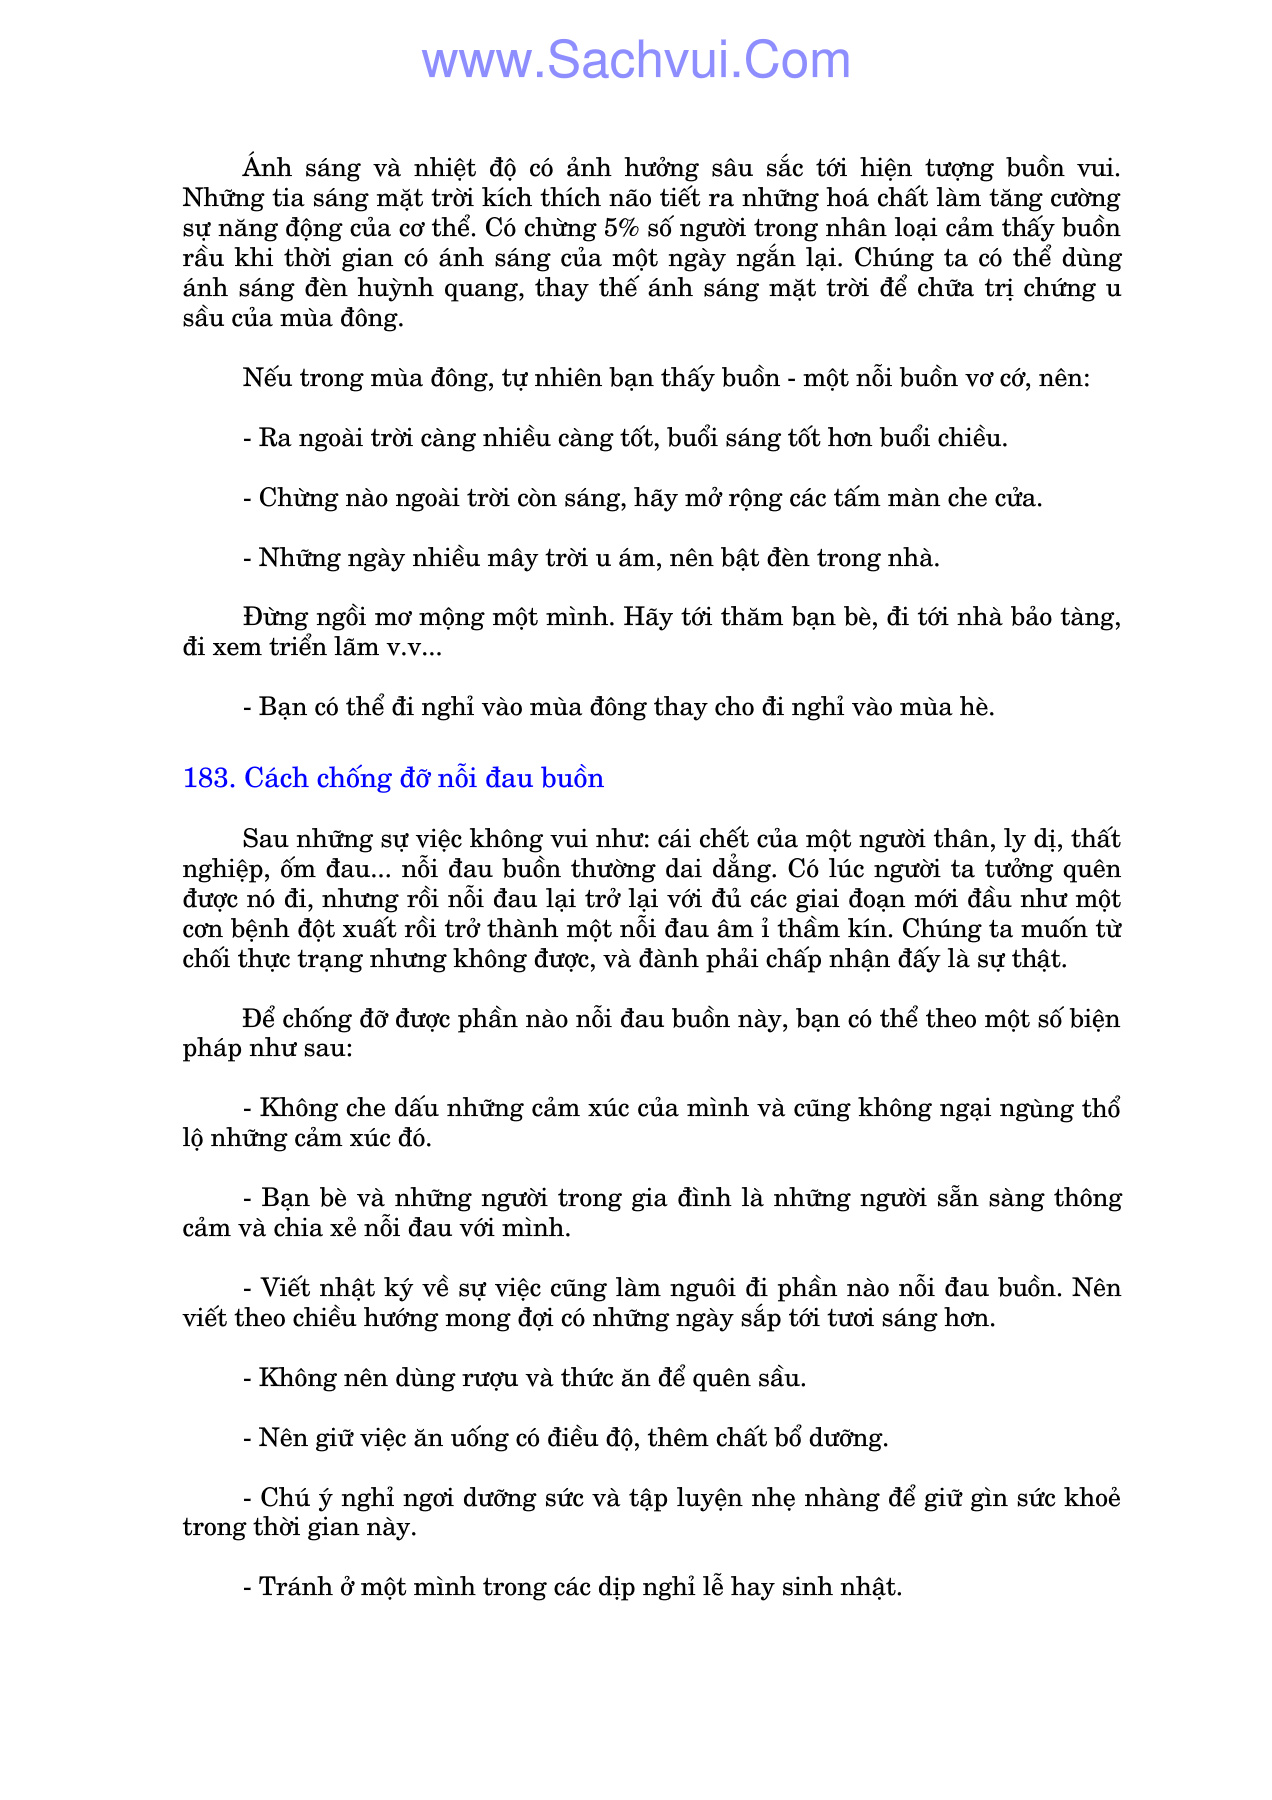 www.Sachvui.Com
Ánh sáng và nhiệt độ có ảnh hưởng sâu sắc tới hiện tượng buồn vui.
Những tia sáng mặt trời kích thích não tiết ra những hoá chất làm tăng cường
sự năng động của cơ thể. Có chừng 5% số người trong nhân loại cảm thấy buồn
rầu khi thời gian có ánh sáng của một ngày ngắn lại. Chúng ta có thể dùng
ánh sáng đèn huỳnh quang, thay thế ánh sáng mặt trời để chữa trị chứng u
sầu của mùa đông.
Nếu trong mùa đông, tự nhiên bạn thấy buồn - một nỗi buồn vơ cớ, nên:
- Ra ngoài trời càng nhiều càng tốt, buổi sáng tốt hơn buổi chiều.
- Chừng nào ngoài trời còn sáng, hãy mở rộng các tấm màn che cửa.
- Những ngày nhiều mây trời u ám, nên bật đèn trong nhà.
Đừng ngồi mơ mộng một mình. Hãy tới thăm bạn bè, đi tới nhà bảo tàng,
đi xem triển lãm v.v...
- Bạn có thể đi nghỉ vào mùa đông thay cho đi nghỉ vào mùa hè.
183. Cách chống đỡ nỗi đau buồn
Sau những sự việc không vui như: cái chết của một người thân, ly dị, thất
nghiệp, ốm đau... nỗi đau buồn thường dai dẳng. Có lúc người ta tưởng quên
được nó đi, nhưng rồi nỗi đau lại trở lại với đủ các giai đoạn mới đầu như một
cơn bệnh đột xuất rồi trở thành một nỗi đau âm ỉ thầm kín. Chúng ta muốn từ
chối thực trạng nhưng không được, và đành phải chấp nhận đấy là sự thật.
Để chống đỡ được phần nào nỗi đau buồn này, bạn có thể theo một số biện
pháp như sau:
- Không che dấu những cảm xúc của mình và cũng không ngại ngùng thổ
lộ những cảm xúc đó.
- Bạn bè và những người trong gia đình là những người sẵn sàng thông
cảm và chia xẻ nỗi đau với mình.
- Viết nhật ký về sự việc cũng làm nguôi đi phần nào nỗi đau buồn. Nên
viết theo chiều hướng mong đợi có những ngày sắp tới tươi sáng hơn.
- Không nên dùng rượu và thức ăn để quên sầu.
- Nên giữ việc ăn uống có điều độ, thêm chất bổ dưỡng.
- Chú ý nghỉ ngơi dưỡng sức và tập luyện nhẹ nhàng để giữ gìn sức khoẻ
trong thời gian này.
- Tránh ở một mình trong các dịp nghỉ lễ hay sinh nhật.